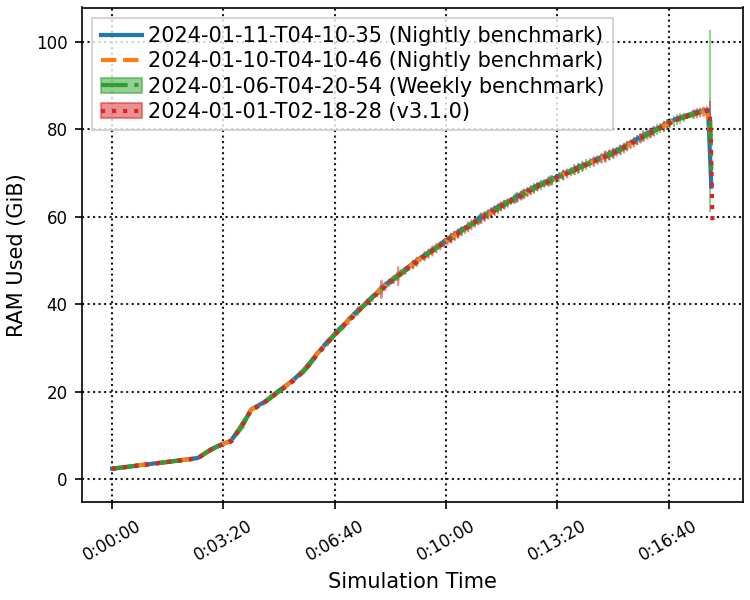 2024-01-11-T04-10-35 (Nightly benchmark)
2024-01-10-T04-10-46 (Nightly benchmark)
2024-01-06-T04-20-54 (Weekly benchmark)
2024-01-01-T02-18-28 (v3.1.0)
RAM Used (GiB)
100
80
60
40
20
0
0:00:00
0:03:20
0:06:40
0:10:00
0:13:20
0:16:40
Simulation Time